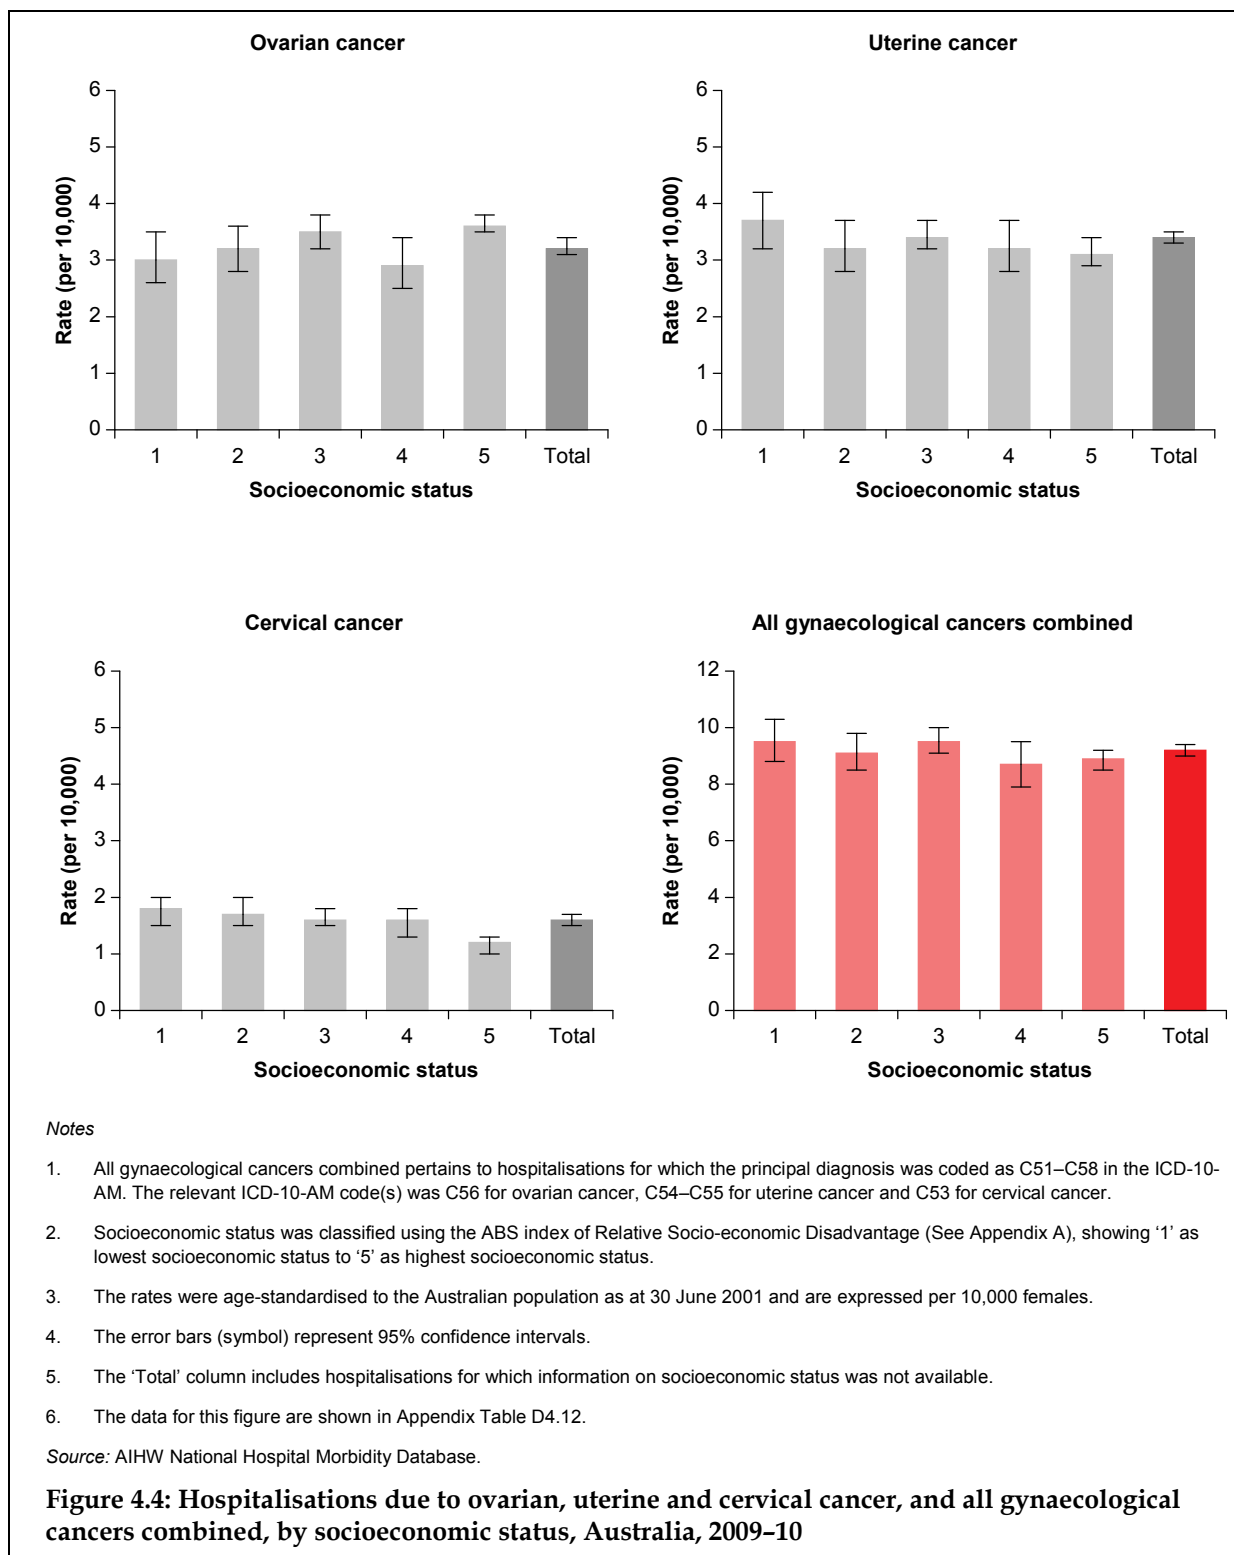 Ovarian cancer
6
5
4
3
2
1
0
Rate (per 10,000)
1 2 3 4 5 Total
Socioeconomic status
Uterine cancer
6
5
4
3
2
1
0
Rate (per 10,000)
1 2 3 4 5 Total
Socioeconomic status
Cervical cancer
6
5
4
3
2
1
0
Rate (per 10,000)
1 2 3 4 5 Total
Socioeconomic status
All gynaecological cancers combined
12
10
8
6
4
2
0
Rate (per 10,000)
1 2 3 4 5 Total
Socioeconomic status
Notes
1. All gynaecological cancers combined pertains to hospitalisations for which the principal diagnosis was coded as C51–C58 in the ICD-10-
AM. The relevant ICD-10-AM code(s) was C56 for ovarian cancer, C54–C55 for uterine cancer and C53 for cervical cancer.
2. Socioeconomic status was classified using the ABS index of Relative Socio-economic Disadvantage (See Appendix A), showing ‘1’ as
lowest socioeconomic status to ‘5’ as highest socioeconomic status.
3. The rates were age-standardised to the Australian population as at 30 June 2001 and are expressed per 10,000 females.
4. The error bars (symbol) represent 95% confidence intervals.
5. The ‘Total’ column includes hospitalisations for which information on socioeconomic status was not available.
6. The data for this figure are shown in Appendix Table D4.12.
Source: AIHW National Hospital Morbidity Database.
Figure 4.4: Hospitalisations due to ovarian, uterine and cervical cancer, and all gynaecological
cancers combined, by socioeconomic status, Australia, 2009–10